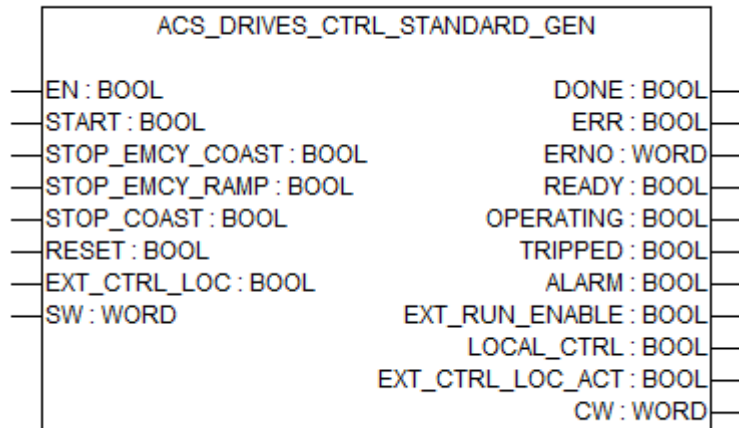 ACS_DRIVES_CTRL_STANDARD_GEN
EN : BOOL DONE : BOOL
START : BOOL ERR : BOOL
STOP_EMCY_COAST : BOOL ERNO : WORD
STOP_EMCY_RAMP : BOOL READY : BOOL
STOP_COAST : BOOL OPERATING : BOOL
RESET : BOOL TRIPPED : BOOL
EXT_CTRL_LOC : BOOL ALARM : BOOL
SW : WORD EXT_RUN_ENABLE : BOOL
LOCAL_CTRL : BOOL
EXT_CTRL_LOC_ACT : BOOL
CW : WORD